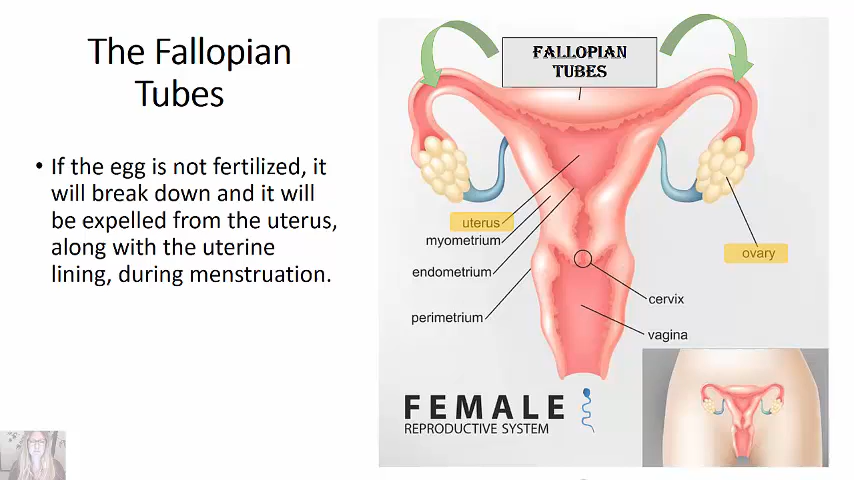 The Fallopian
Tubes
• If the egg is not fertilized, it
will break down and it will
be expelled from the uterus,
along with the uterine
lining, during menstruation.
FALLOPIAN
TUBES
uterus
myometrium
endometrium
perimetrium
ovary
cervix
vagina
FEMALE
REPRODUCTIVE SYSTEM